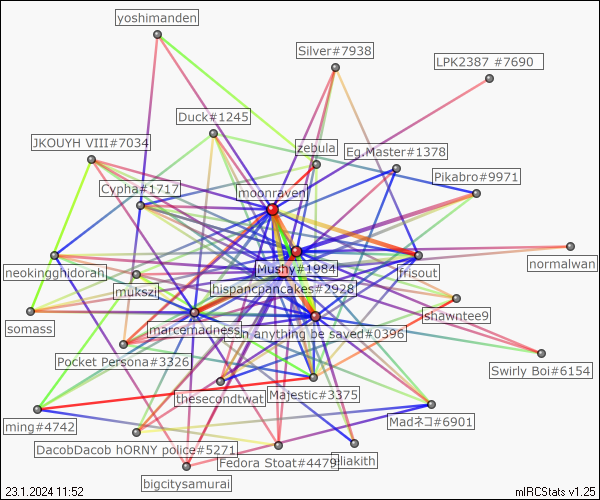 yoshimanden
Silver#7938
LPK2387 #7690
Duck#1245
JKOUYH VIII#7034
zebula
Eg.Master#1378
Pikabro#9971
Cypha#1717
moonraven
neokingghidorah
mukszi
Mushy#1984
frisout
normalwan
hispancpancakes#2928
somass
marcemadness
n anything be saved#0396
shawntee9
Pocket Persona#3326
Swirly Boi#6154
thesecondtwat
Majestic#3375
ming#4742
Madネコ#6901
DacobDacob hORNY police#5271
Fedora Stoat#4479
eliakith
bigcitysamurai
23.1.2024 11:52
mIRCStats v1.25